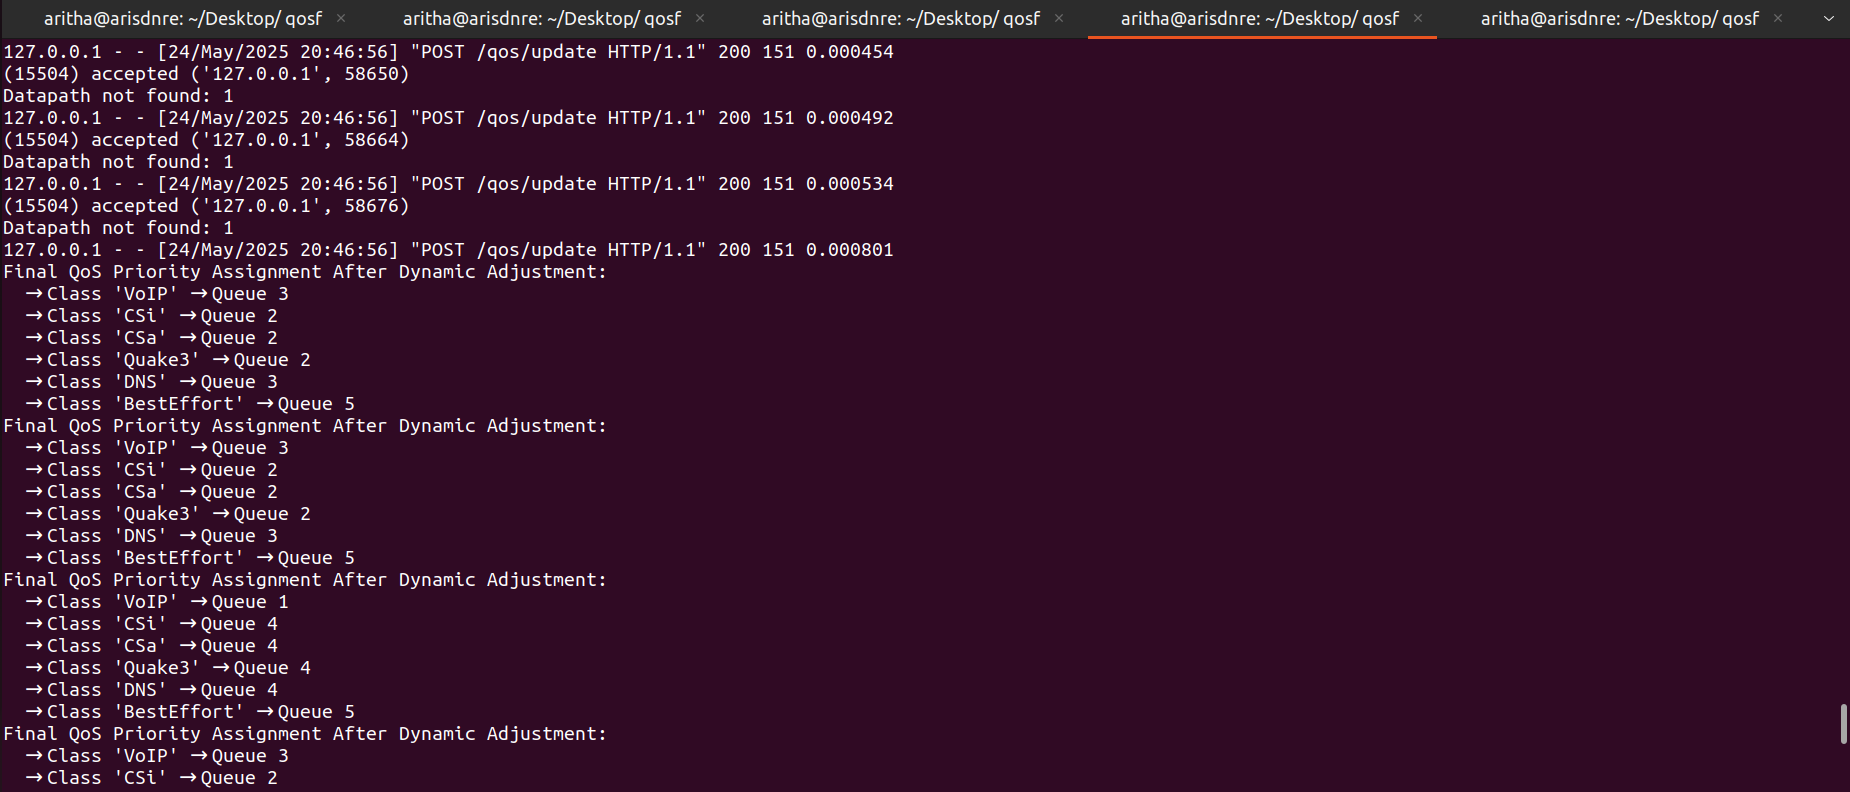 aritha@arisdnre: ~/Desktop/ qosf × aritha@arisdnre: ~/Desktop/ qosf × aritha@arisdnre: ~/Desktop/ qosf × aritha@arisdnre: ~/Desktop/ qosf × aritha@arisdnre: ~/Desktop/ qosf ×
127.0.0.1 - - [24/May/2025 20:46:56] "POST /qos/update HTTP/1.1" 200 151 0.000454
(15504) accepted ('127.0.0.1', 58650)
Datapath not found: 1
127.0.0.1 - - [24/May/2025 20:46:56] "POST /qos/update HTTP/1.1" 200 151 0.000492
(15504) accepted ('127.0.0.1', 58664)
Datapath not found: 1
127.0.0.1 - - [24/May/2025 20:46:56] "POST /qos/update HTTP/1.1" 200 151 0.000534
(15504) accepted ('127.0.0.1', 58676)
Datapath not found: 1
127.0.0.1 - - [24/May/2025 20:46:56] "POST /qos/update HTTP/1.1" 200 151 0.000801
Final QoS Priority Assignment After Dynamic Adjustment:
→Class 'VoIP' →Queue 3
→Class 'CSi' →Queue 2
→Class 'CSa' →Queue 2
→Class 'Quake3' →Queue 2
→Class 'DNS' →Queue 3
→Class 'BestEffort' →Queue 5
Final QoS Priority Assignment After Dynamic Adjustment:
→Class 'VoIP' →Queue 3
→Class 'CSi' →Queue 2
→Class 'CSa' →Queue 2
→Class 'Quake3' →Queue 2
→Class 'DNS' →Queue 3
→Class 'BestEffort' →Queue 5
Final QoS Priority Assignment After Dynamic Adjustment:
→Class 'VoIP' →Queue 1
→Class 'CSi' →Queue 4
→Class 'CSa' →Queue 4
→Class 'Quake3' →Queue 4
→Class 'DNS' →Queue 4
→Class 'BestEffort' →Queue 5
Final QoS Priority Assignment After Dynamic Adjustment:
→Class 'VoIP' →Queue 3
→Class 'CSi' →Queue 2